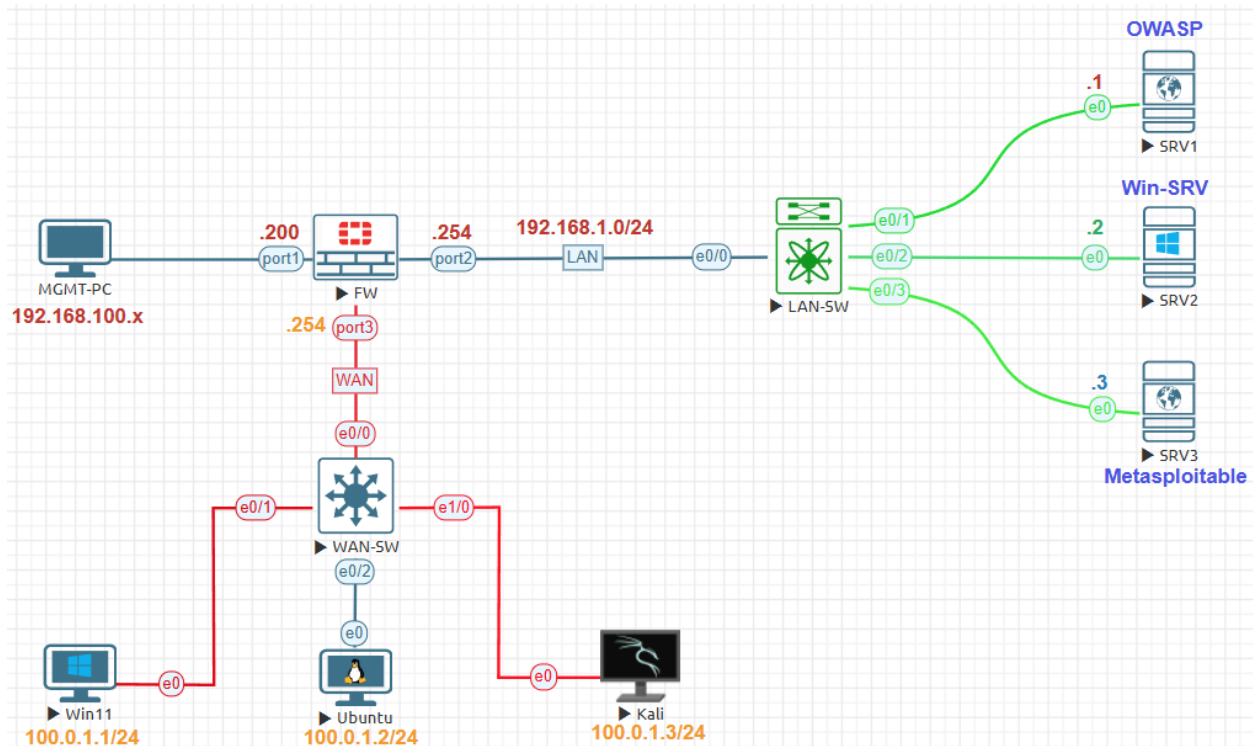 OWASP
.1
e0
SRV1
Win-SRV
.2
e0/1
e0/2
e0
e0/3
SRV2
.200
.254
192.168.1.0/24
port1
port2
LAN
e0/0
MGMT-PC
FW
LAN-SW
192.168.100.x
.254
port3
WAN
.3
e0
SRV3
Metasploitable
e0/0
e0/1
e1/0
WAN-SW
e0/2
e0
e0
e0
Win11
Ubuntu
Kali
100.0.1.1/24
100.0.1.2/24
100.0.1.3/24